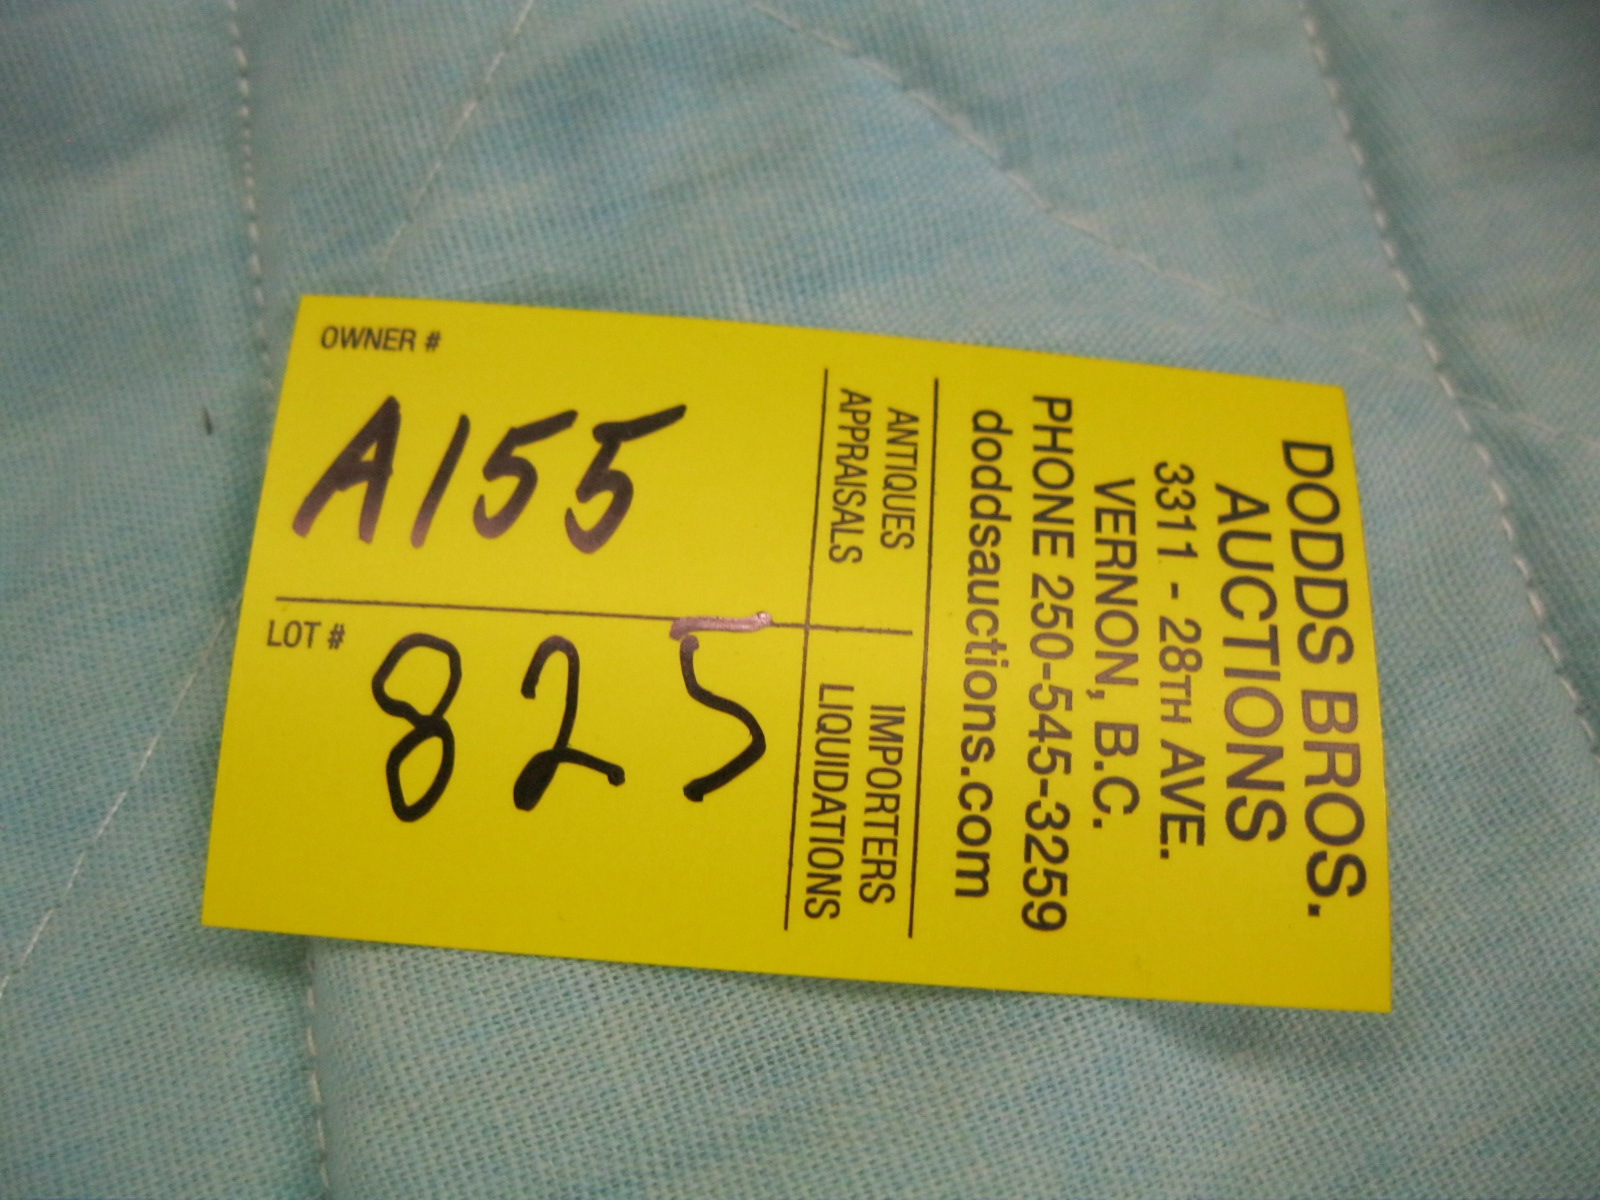 DODDS BROS.
AUCTIONS
3311 - 28TH AVE.
VERNON, B.C.
PHONE 250-545-3259
doddsauctions.com
ANTIQUES
APPRAISALS
IMPORTERS
LIQUIDATIONS
OWNER #
A155
LOT #
825